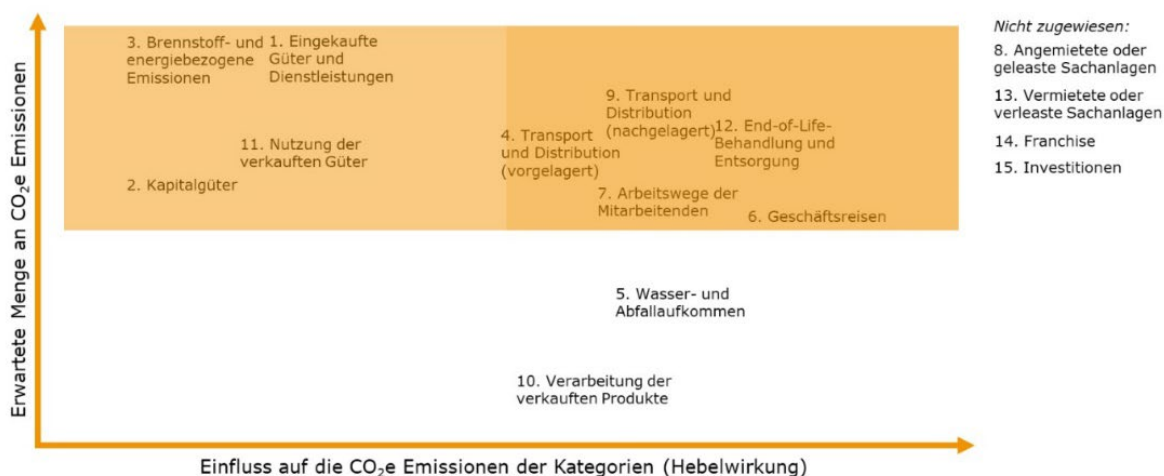 Erwartete Menge an CO₂e Emissionen
3. Brennstoff- und
energiebezogene
Emissionen
1. Eingekaufte
Güter und
Dienstleistungen
11. Nutzung der
verkauften Güter
2. Kapitalgüter
9. Transport und
Distribution
(nachgelagert)
4. Transport
und Distribution
(vorgelagert)
12. End-of-Life-
Behandlung und
Entsorgung
7. Arbeitswege der
Mitarbeitenden
6. Geschäftsreisen
5. Wasser- und
Abfallaufkommen
10. Verarbeitung der
verkauften Produkte
Einfluss auf die CO₂e Emissionen der Kategorien (Hebelwirkung)
Nicht zugewiesen:
8. Angemietete oder
geleaste Sachanlagen
13. Vermietete oder
verleaste Sachanlagen
14. Franchise
15. Investitionen